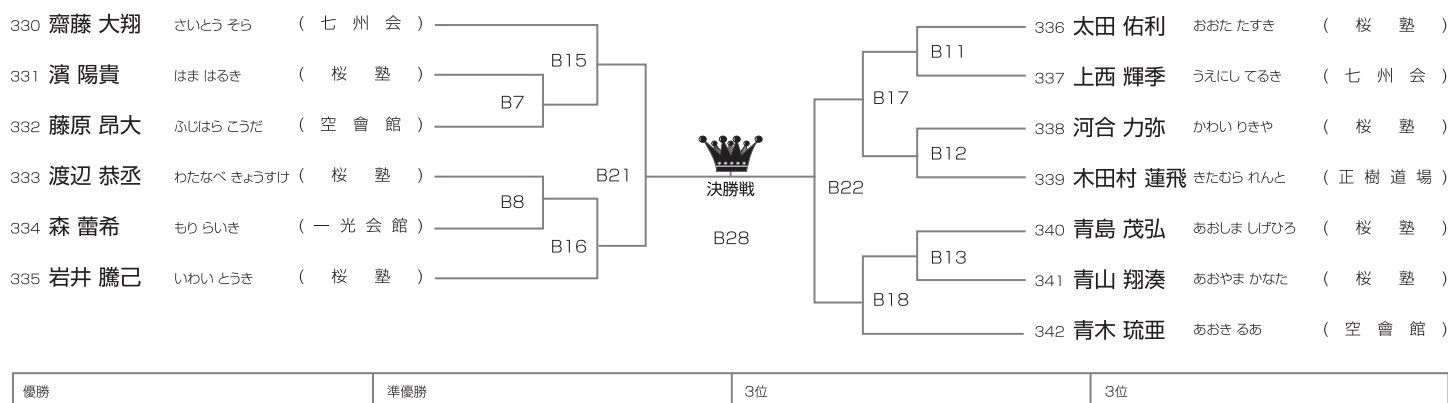 330 齋藤 大翔 さいとう そら ( 七 州 会 )
331 濱 陽貴 はま はるき ( 桜 塾 )
332 藤原 昂大 ふじはら こうだ ( 空 會 館 )
333 渡辺 恭丞 わたなべ きょうすけ ( 桜 塾 )
334 森 蕾希 もり らいき ( 一 光 会 館 )
335 岩井 騰己 いわい とうき ( 桜 塾 )
B15
B7
B21
B8
B16
決勝戦
B28
B11
B17
B12
B22
B13
B18
336 太田 佑利 おおた たすき ( 桜 塾 )
337 上西 輝季 うえにし てるき ( 七 州 会 )
338 河合 力弥 かわい りきや ( 桜 塾 )
339 木田村 蓮飛 きたむら れんと ( 正 樹 道 場 )
340 青島 茂弘 あおしま しげひろ ( 桜 塾 )
341 青山 翔湊 あおやま かなた ( 桜 塾 )
342 青木 琉亜 あおき るあ ( 空 會 館 )
優勝 準優勝 3位 3位